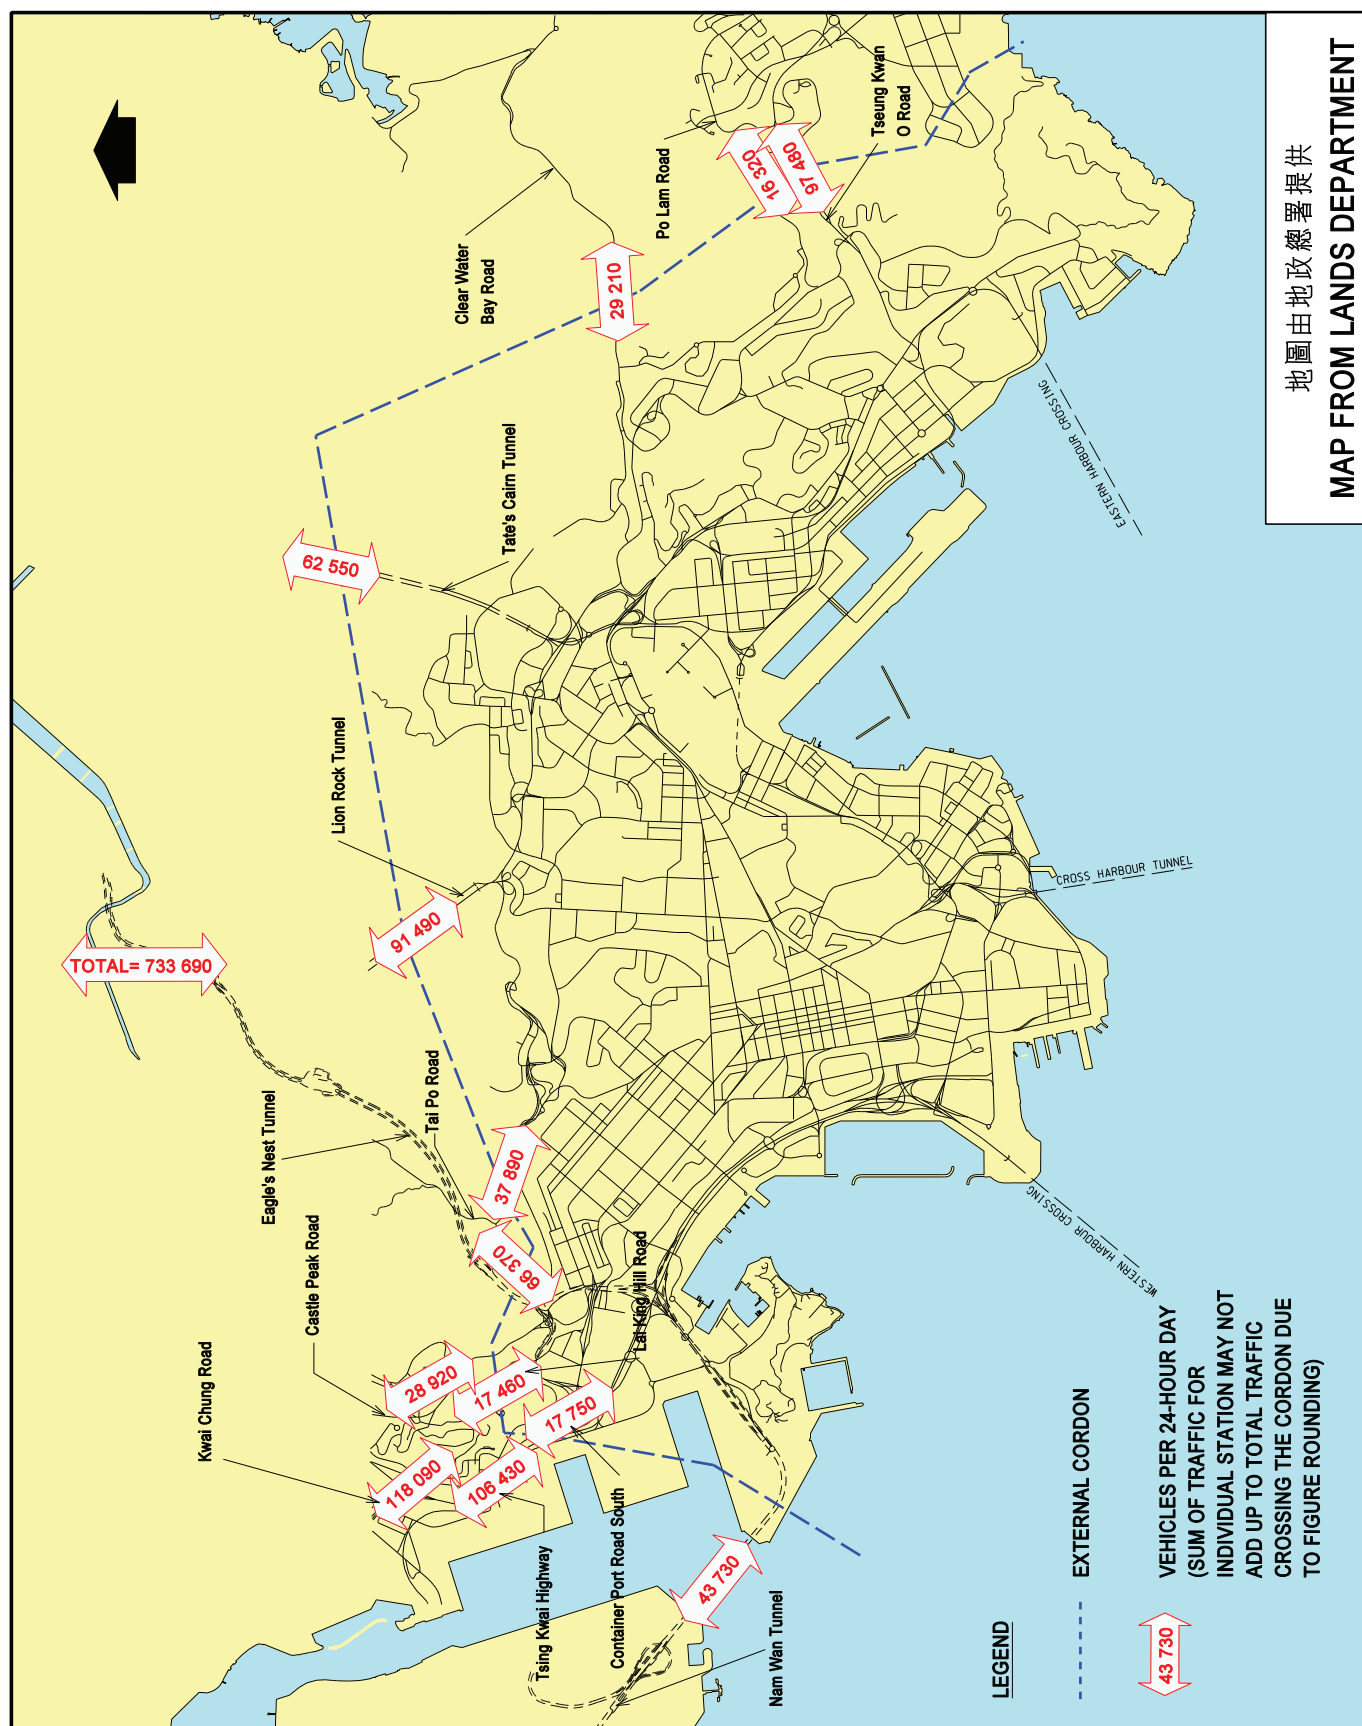 TOTAL= 733 690
Kwai Chung Road
Castle Peak Road
Eagle's Nest Tunnel
Tai Po Road
Lion Rock Tunnel
Tate's Cairn Tunnel
Clear Water
Bay Road
Po Lam Road
Tseung Kwan
O Road
Lai King Hill Road
Tsing Kwai Highway
Container Port Road South
Nam Wan Tunnel
118 090
28 920
106 430
17 460
17 750
43 730
66 370
37 890
91 490
62 550
29 210
16 320
97 480
WESTERN HARBOUR CROSSING
CROSS HARBOUR TUNNEL
EASTERN HARBOUR CROSSING
LEGEND
EXTERNAL CORDON
43 730
VEHICLES PER 24-HOUR DAY
(SUM OF TRAFFIC FOR
INDIVIDUAL STATION MAY NOT
ADD UP TO TOTAL TRAFFIC
CROSSING THE CORDON DUE
TO FIGURE ROUNDING)
地圖由地政總署提供
MAP FROM LANDS DEPARTMENT